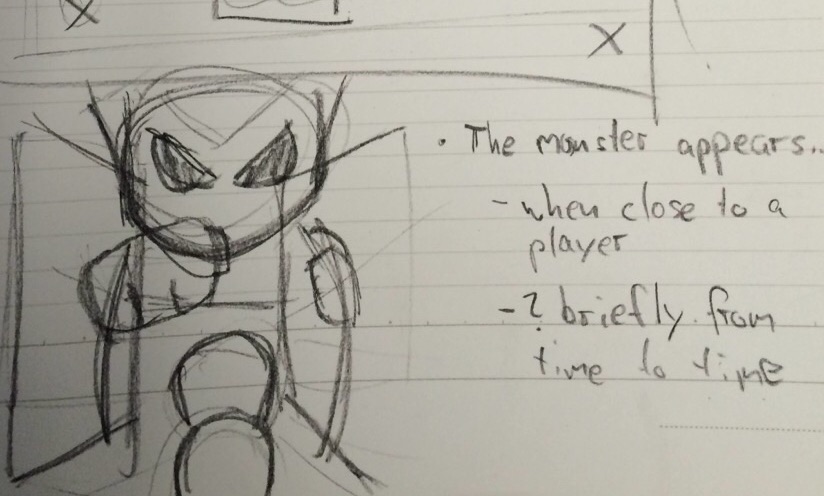 X
X
• The monster appears..
- when close to a
player
- ? briefly from
time to time